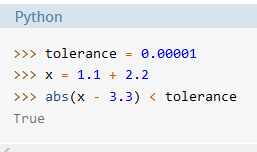 Python
>>> tolerance = 0.00001
>>> x = 1.1 + 2.2
>>> abs(x - 3.3) < tolerance
True